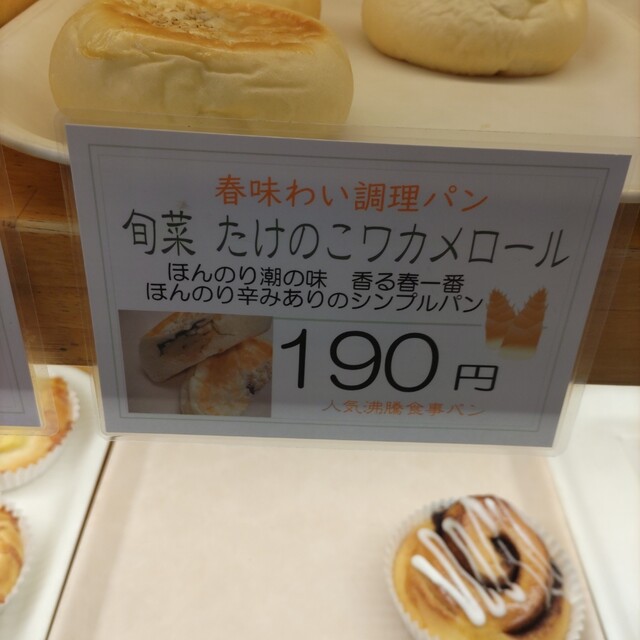 春味わい調理パン
旬菜 たけのこワカメロール
ほんのり潮の味 香る春一番
ほんのり辛みありのシンプルパン
190円
人気沸騰食事パン